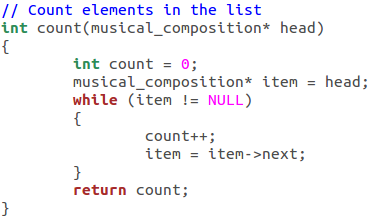 // Count elements in the list
int count(musical_composition* head)
{
        int count = 0;
        musical_composition* item = head;
        while (item != NULL)
        {
                count++;
                item = item->next;
        }
        return count;
}